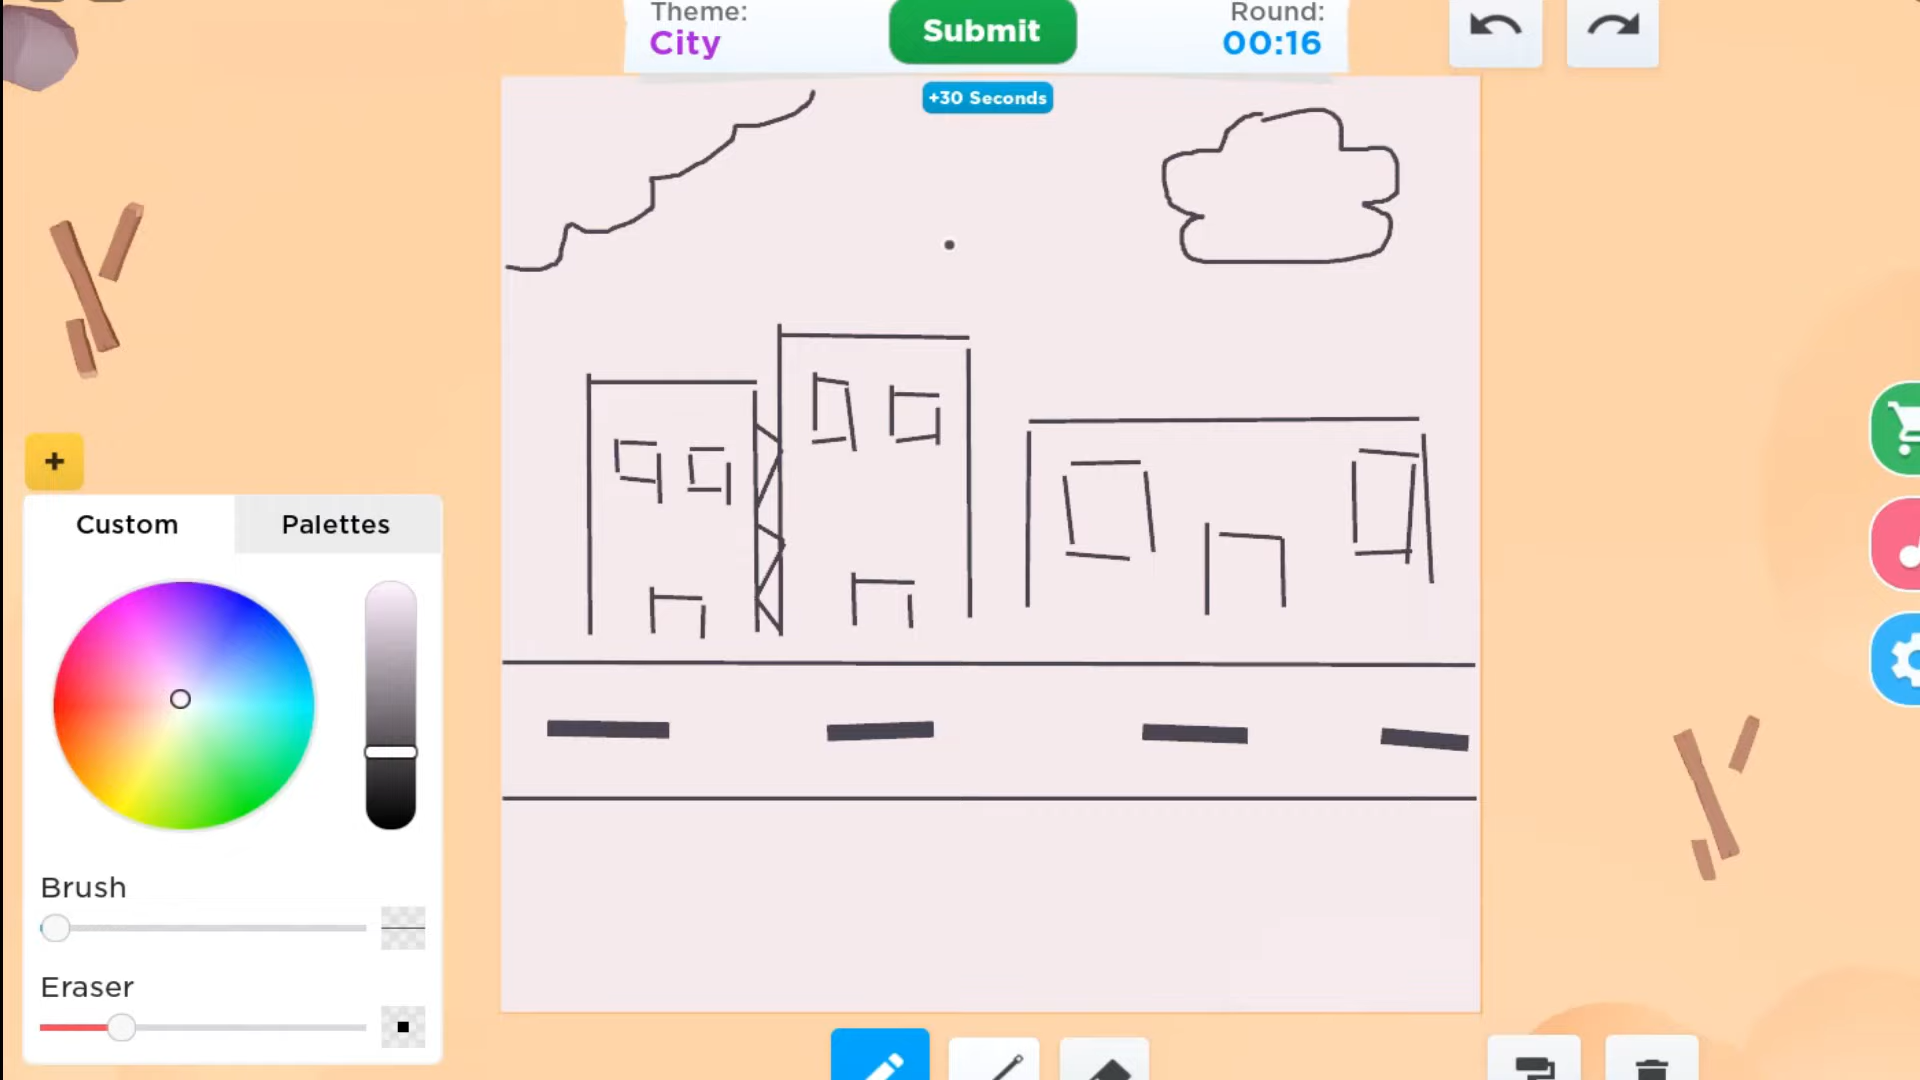 Theme:
City
Submit
Round:
00:16
+30 Seconds
+
Custom
Palettes
Brush
Eraser